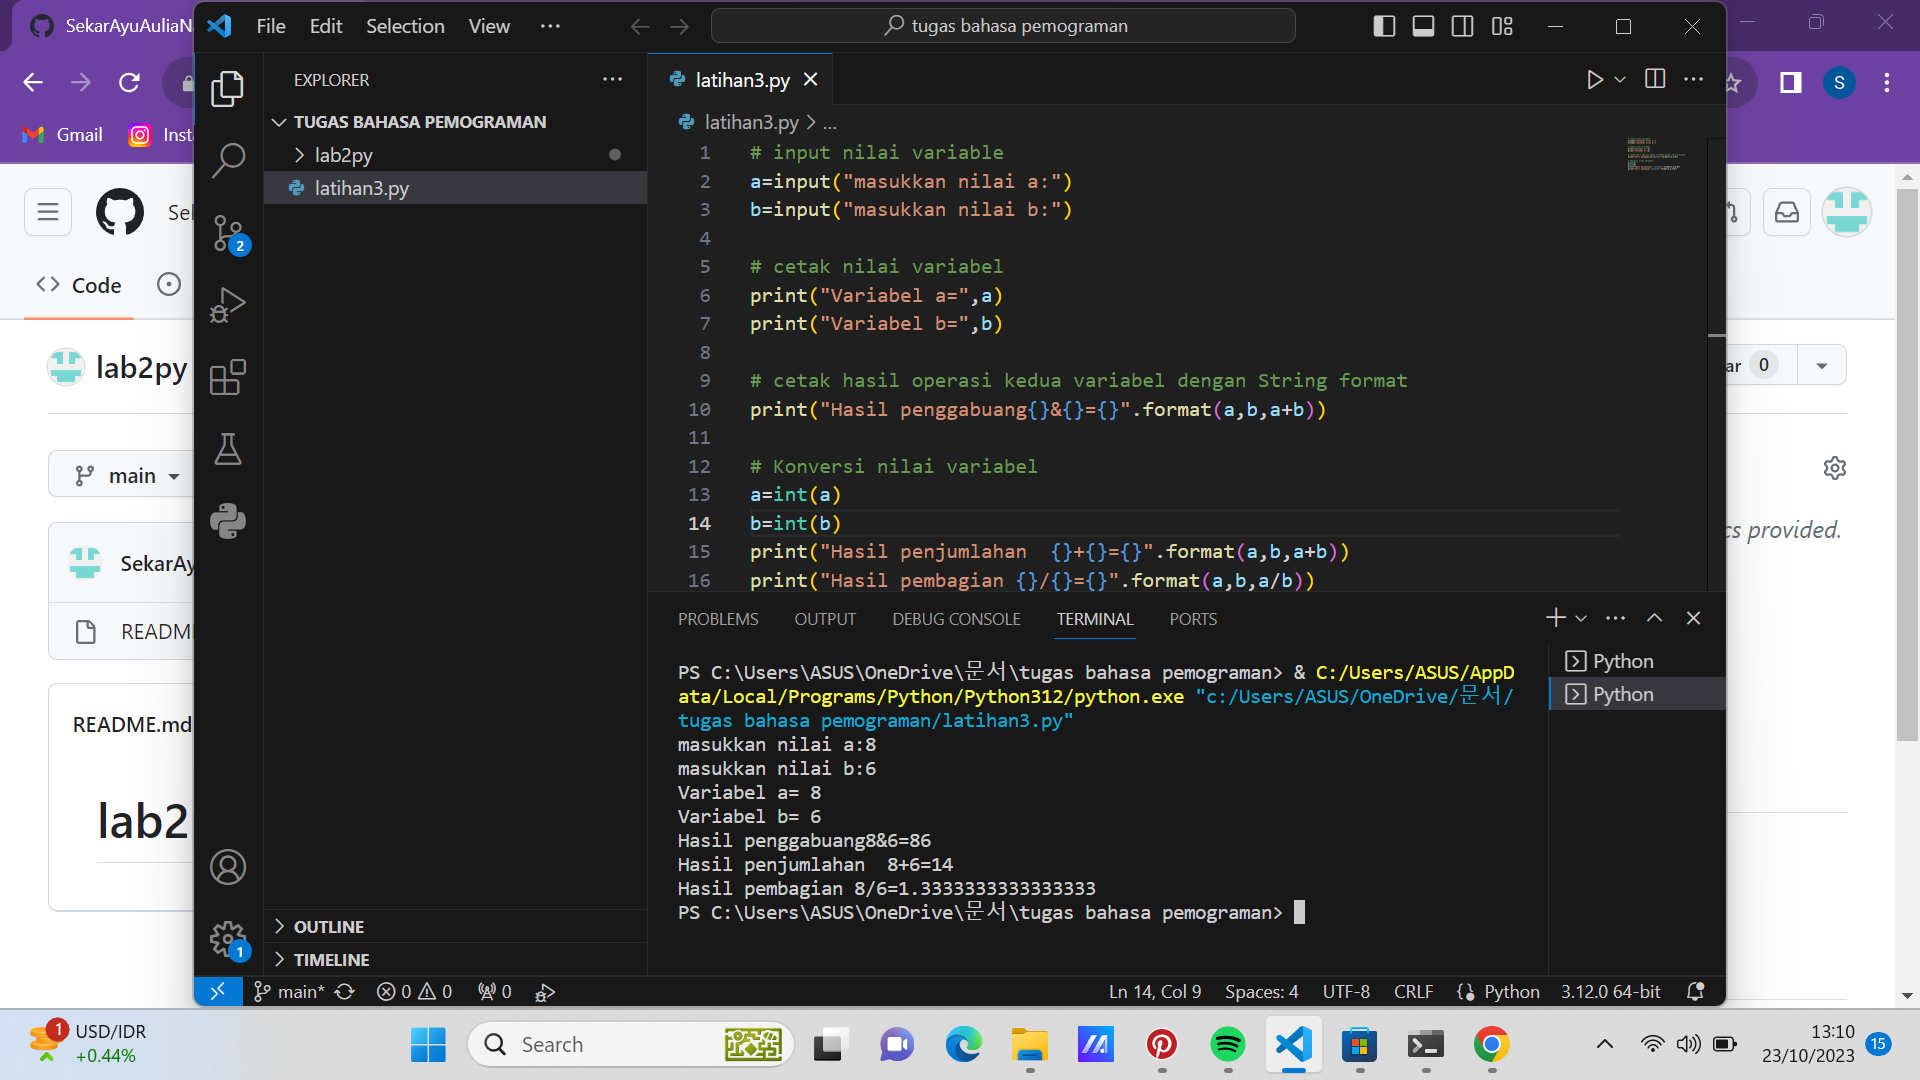 SekarAyuAuliaNa
File Edit Selection View ···
tugas bahasa pemograman
S
Gmail
Code
lab2py
main
SekarAy
README.md
lab2
0
cs provided.
EXPLORER
TUGAS BAHASA PEMOGRAMAN
lab2py
latihan3.py
2
OUTLINE
TIMELINE
1
latihan3.py
latihan3.py > ...
1 # input nilai variable
2 a=input("masukkan nilai a:")
3 b=input("masukkan nilai b:")
4
5 # cetak nilai variabel
6 print("Variabel a=",a)
7 print("Variabel b=",b)
8
9 # cetak hasil operasi kedua variabel dengan String format
10 print("Hasil penggabuang{}&{}={}".format(a,b,a+b))
11
12 # Konversi nilai variabel
13 a=int(a)
14 b=int(b)
15 print("Hasil penjumlahan  {}+{}={}".format(a,b,a+b))
16 print("Hasil pembagian {}/{}={}".format(a,b,a/b))
PROBLEMS OUTPUT DEBUG CONSOLE TERMINAL PORTS
PS C:\Users\ASUS\OneDrive\문서\tugas bahasa pemograman> & C:/Users/ASUS/AppD
ata/Local/Programs/Python/Python312/python.exe "c:/Users/ASUS/OneDrive/문서/
tugas bahasa pemograman/latihan3.py"
masukkan nilai a:8
masukkan nilai b:6
Variabel a= 8
Variabel b= 6
Hasil penggabuang8&6=86
Hasil penjumlahan  8+6=14
Hasil pembagian 8/6=1.3333333333333333
PS C:\Users\ASUS\OneDrive\문서\tugas bahasa pemograman>
Python
Python
main* 0 0 0
Ln 14, Col 9 Spaces: 4 UTF-8 CRLF Python 3.12.0 64-bit
1
USD/IDR
+0.44%
Search
13:10
23/10/2023
15